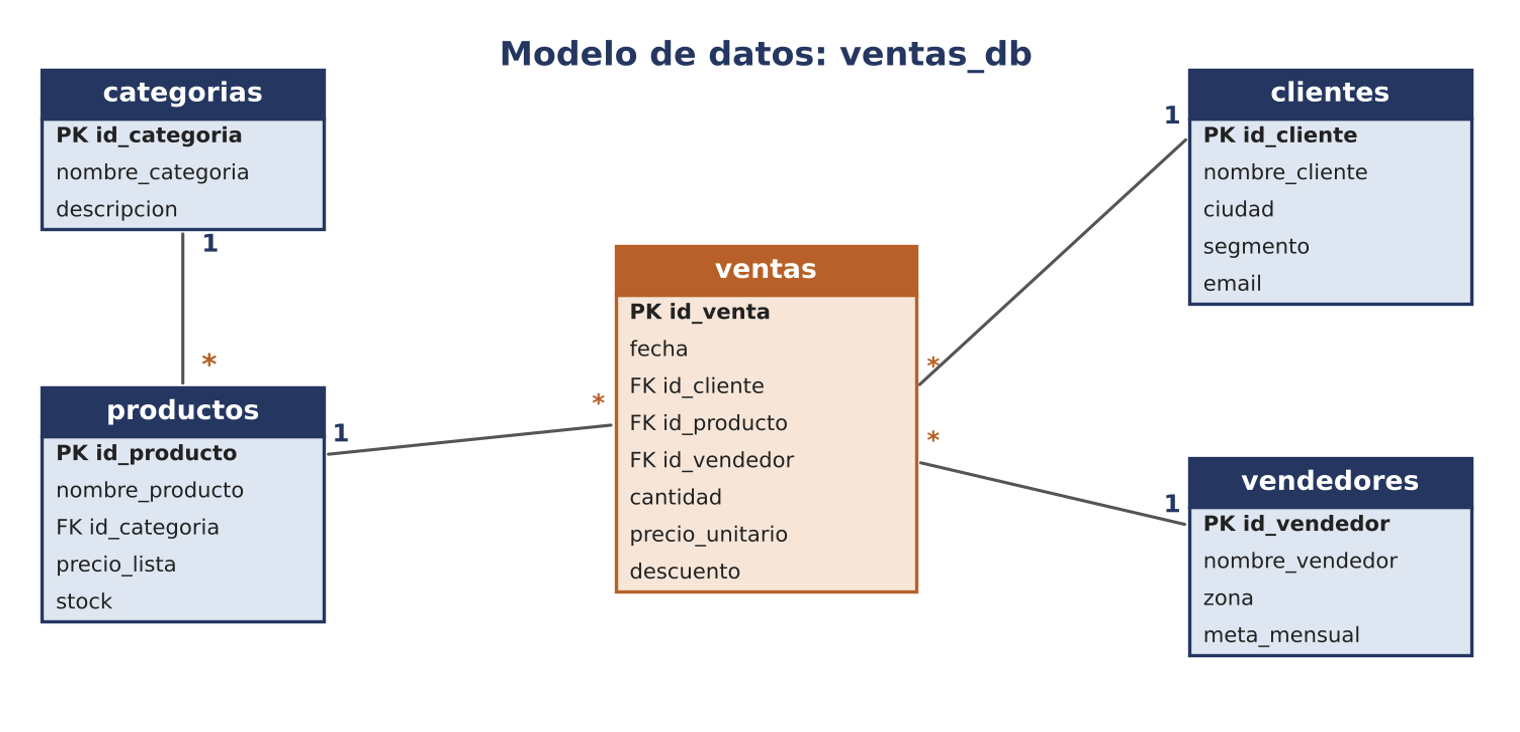 Modelo de datos: ventas_db
categorias
PK id_categoria
nombre_categoria
descripcion
1
*
productos
PK id_producto
nombre_producto
FK id_categoria
precio_lista
stock
1
*
ventas
PK id_venta
fecha
FK id_cliente
FK id_producto
FK id_vendedor
cantidad
precio_unitario
descuento
*
1
clientes
PK id_cliente
nombre_cliente
ciudad
segmento
email
*
1
vendedores
PK id_vendedor
nombre_vendedor
zona
meta_mensual